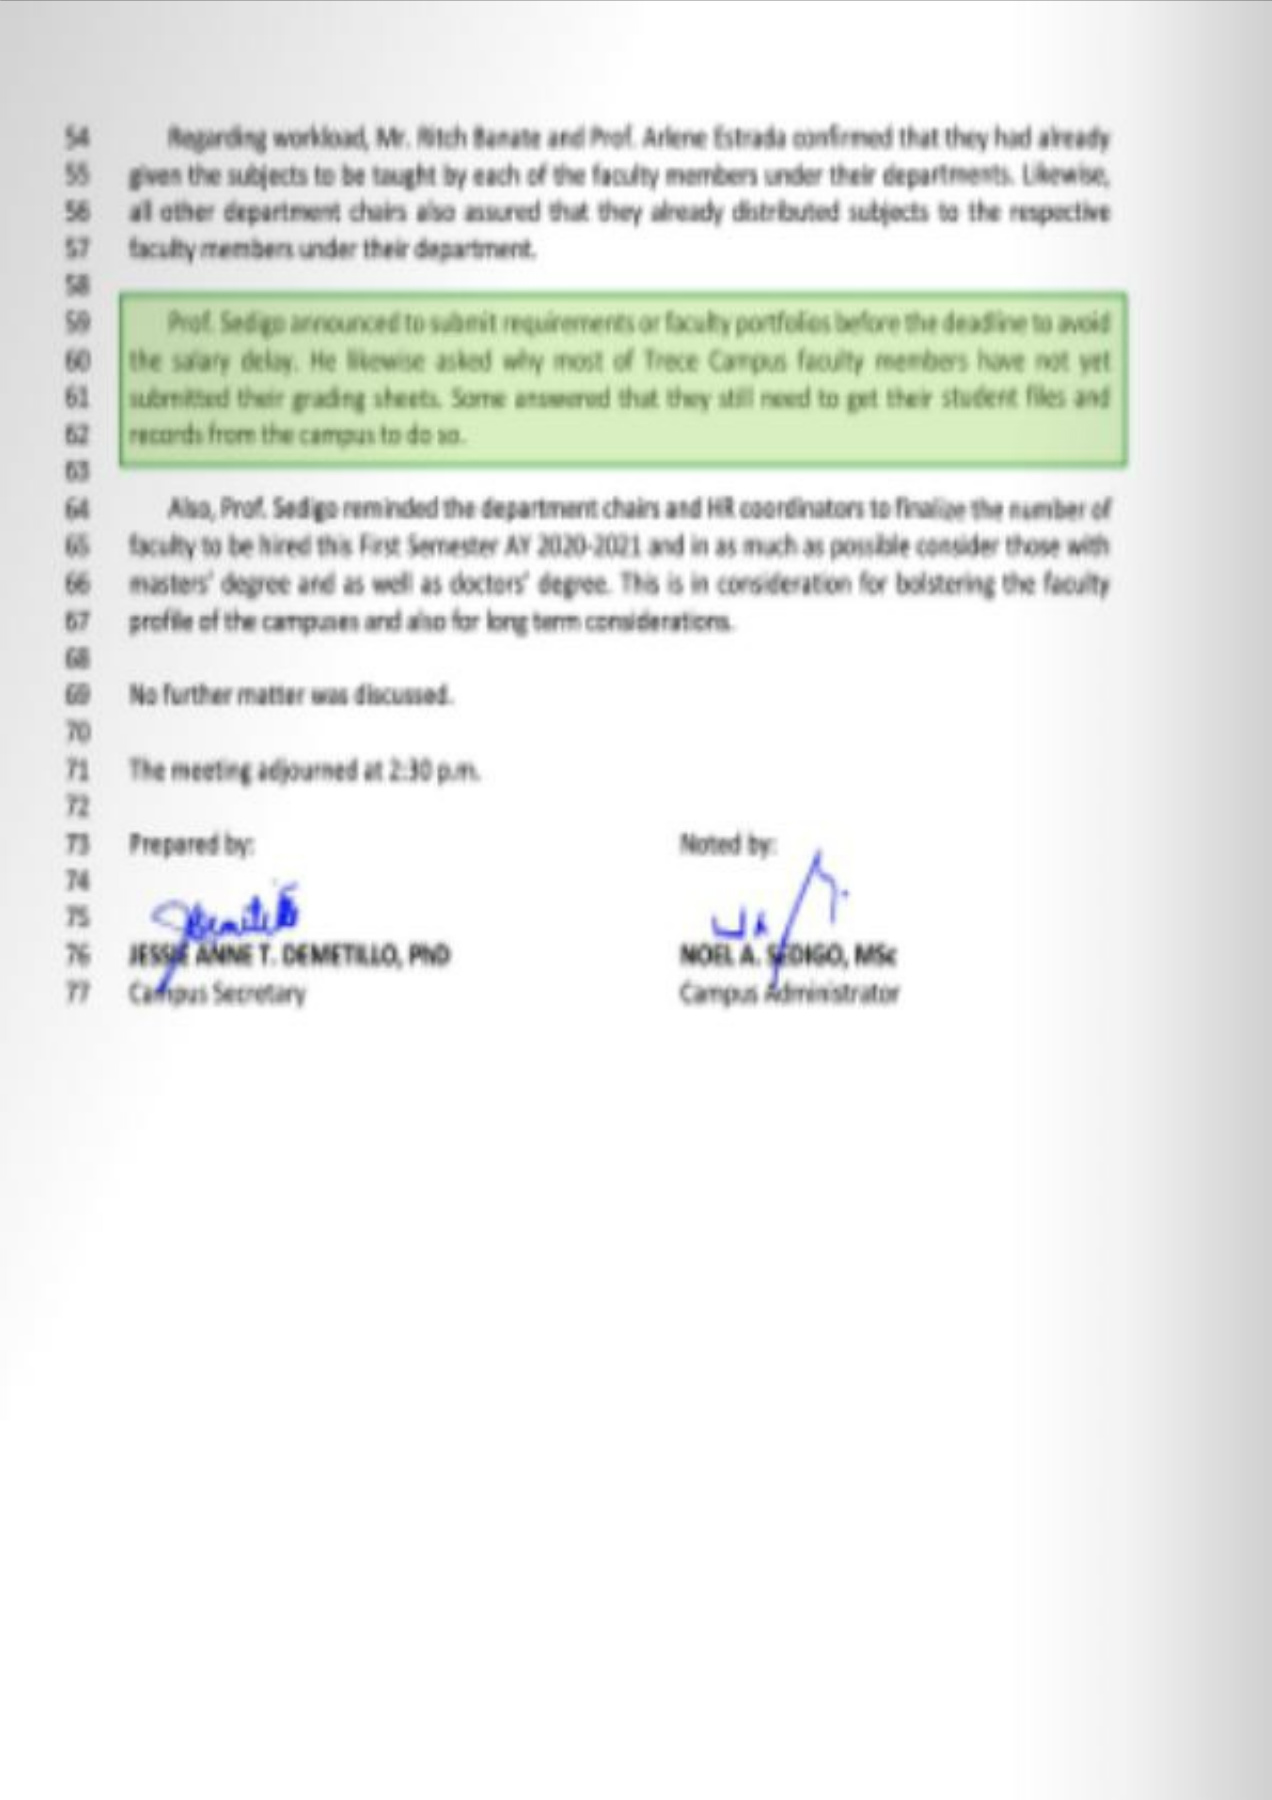 54 Regarding workload, Mr. Ritch Banate and Prof. Arlene Estrada confirmed that they had already
55 given the subjects to be taught by each of the faculty members under their departments. Likewise,
56 all other department chairs also assured that they already distributed subjects to the respective
57 faculty members under their department.
58
59 Prof. Sedigo announced to submit requirements or faculty portfolios before the deadline to avoid
60 the salary delay. He likewise asked why most of Trece Campus faculty members have not yet
61 submitted their grading sheets. Some answered that they still need to get their student files and
62 records from the campus to do so.
63
64 Also, Prof. Sedigo reminded the department chairs and HR coordinators to finalize the number of
65 faculty to be hired this First Semester AY 2020-2021 and in as much as possible consider those with
66 masters' degree and as well as doctors' degree. This is in consideration for bolstering the faculty
67 profile of the campuses and also for long term considerations.
68
69 No further matter was discussed.
70
71 The meeting adjourned at 2:30 p.m.
72
73 Prepared by: Noted by:
74
75
76 JESSIE ANNE T. DEMETILLO, PhD NOEL A. SEDIGO, MSc
77 Campus Secretary Campus Administrator